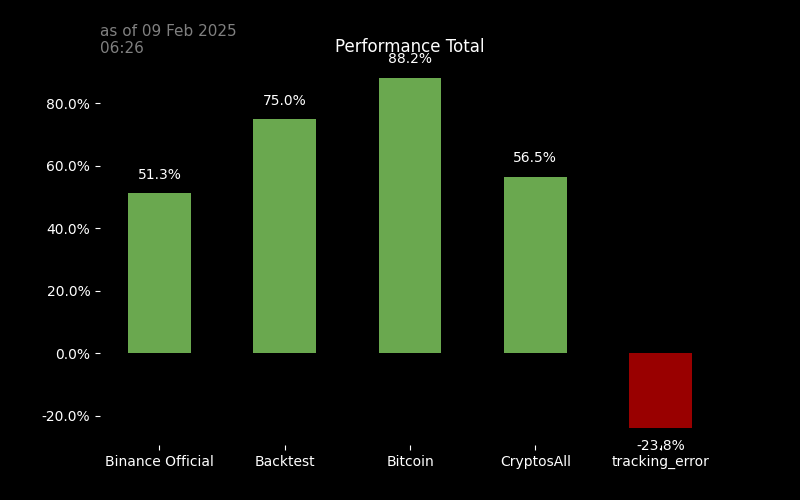 as of 09 Feb 2025
06:26
Performance Total
88.2%
80.0%
75.0%
60.0%
51.3%
56.5%
40.0%
20.0%
0.0%
-20.0%
-23.8%
Binance Official
Backtest
Bitcoin
CryptosAll
tracking_error